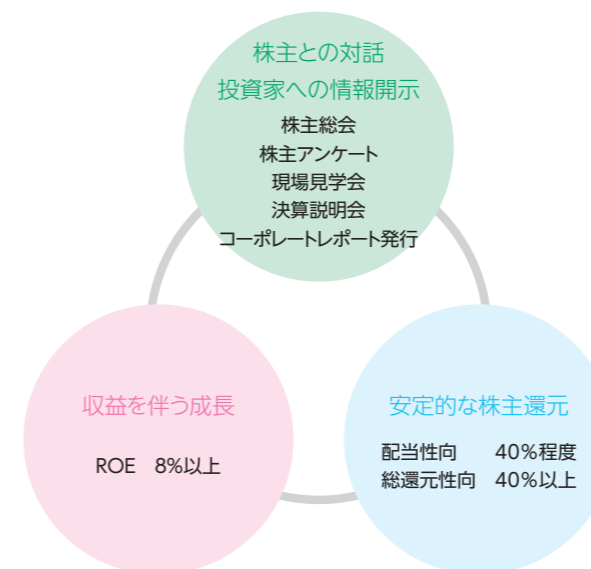 株主との対話
投資家への情報開示
株主総会
株主アンケート
現場見学会
決算説明会
コーポレートレポート発行
収益を伴う成長
ROE　8%以上
安定的な株主還元
配当性向　40%程度
総還元性向　40%以上